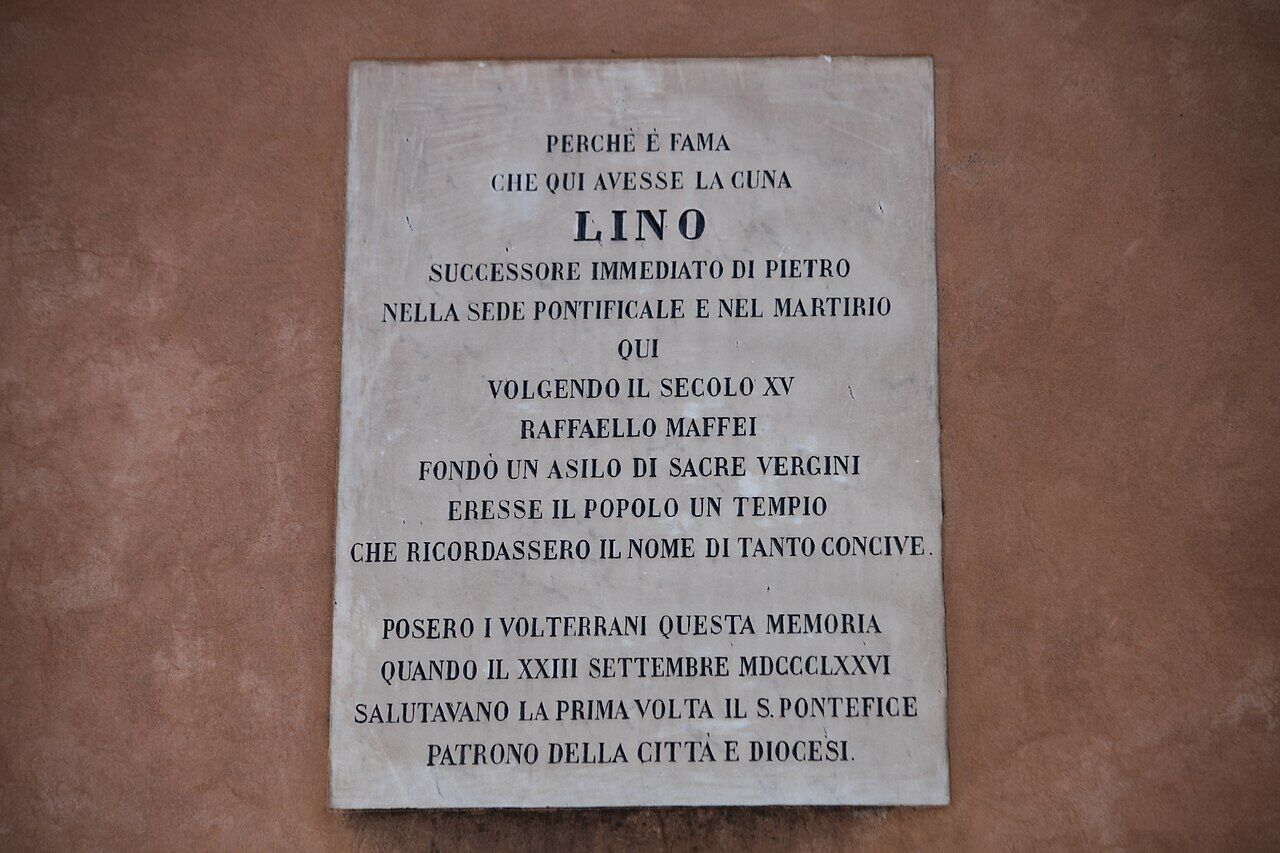 PERCHÈ È FAMA
CHE QUI AVESSE LA CUNA
LINO
SUCCESSORE IMMEDIATO DI PIETRO
NELLA SEDE PONTIFICALE E NEL MARTIRIO
QUI
VOLGENDO IL SECOLO XV
RAFFAELLO MAFFEI
FONDÒ UN ASILO DI SACRE VERGINI
ERESSE IL POPOLO UN TEMPIO
CHE RICORDASSERO IL NOME DI TANTO CONCIVE.
POSERO I VOLTERRANI QUESTA MEMORIA
QUANDO IL XXIII SETTEMBRE MDCCCLXXVI
SALUTAVANO LA PRIMA VOLTA IL S. PONTEFICE
PATRONO DELLA CITTÀ E DIOCESI.